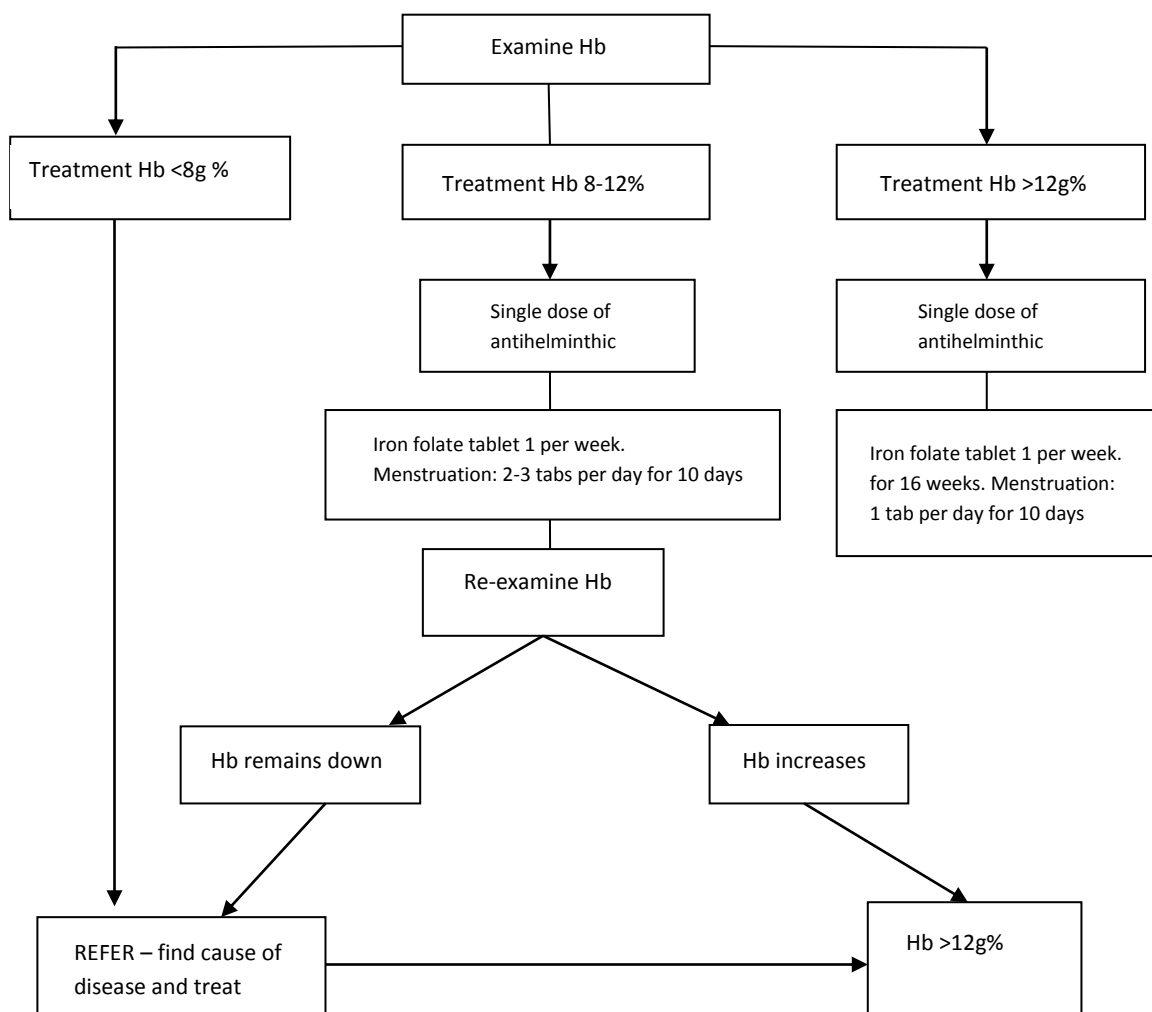 Examine Hb
Treatment Hb <8g %
Treatment Hb 8-12%
Treatment Hb >12g%
Single dose of
antihelminthic
Single dose of
antihelminthic
Iron folate tablet 1 per week.
Menstruation: 2-3 tabs per day for 10 days
Iron folate tablet 1 per week.
for 16 weeks. Menstruation:
1 tab per day for 10 days
Re-examine Hb
Hb remains down
Hb increases
REFER – find cause of
disease and treat
Hb >12g%